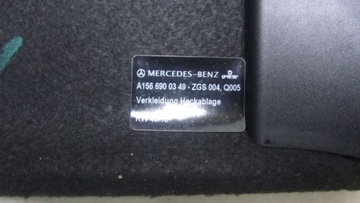 MERCEDES-BENZ
A156 690 03 49 - ZGS 004, Q005
Verkleidung Heckablage